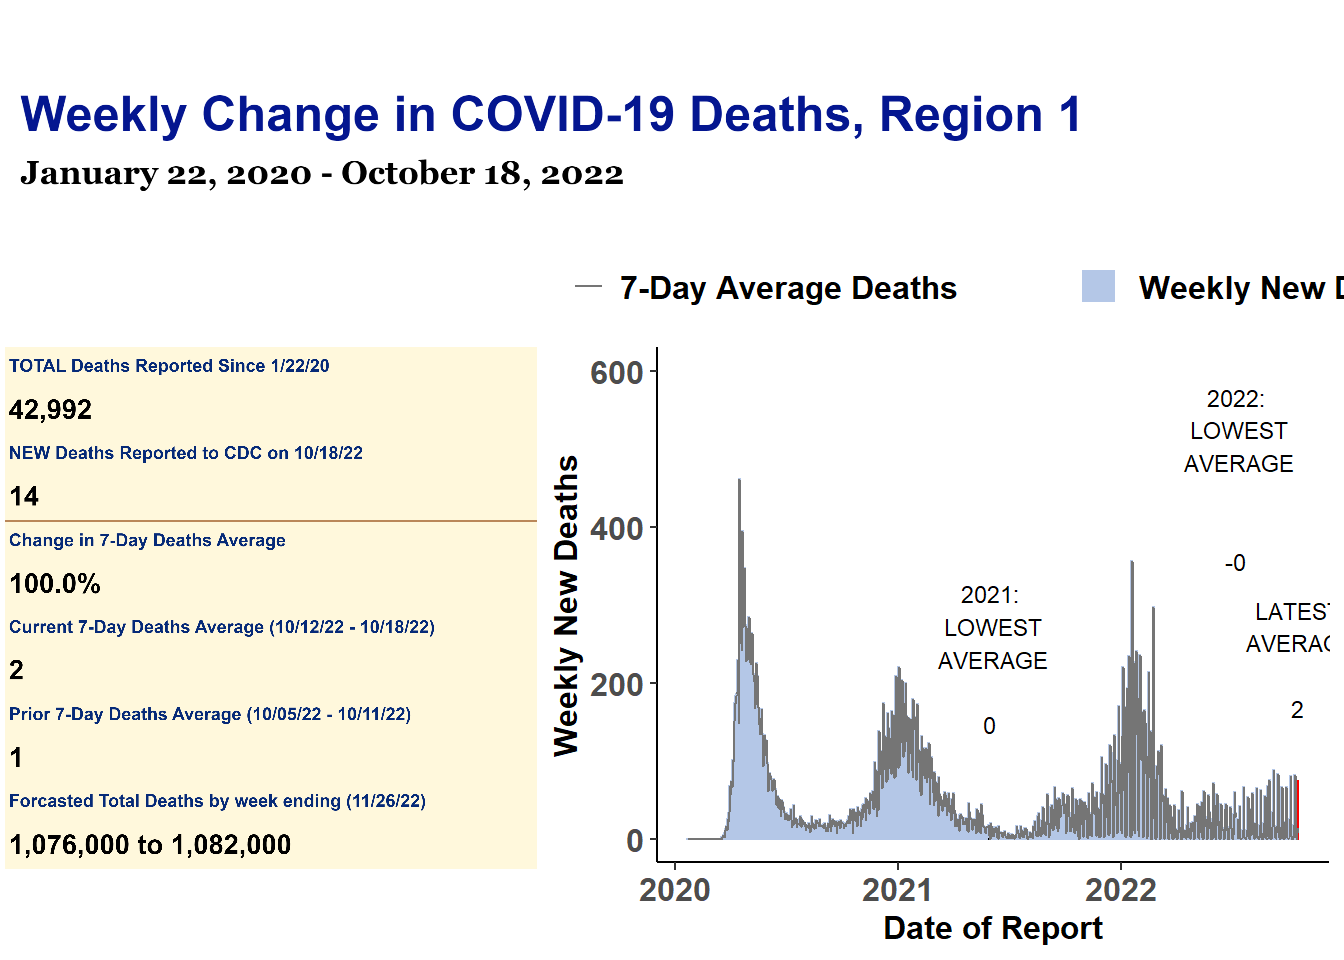 Weekly Change in COVID-19 Deaths, Region 1
January 22, 2020 - October 18, 2022
7-Day Average Deaths
Weekly New
TOTAL Deaths Reported Since 1/22/20
42,992
NEW Deaths Reported to CDC on 10/18/22
14
Change in 7-Day Deaths Average
100.0%
Current 7-Day Deaths Average (10/12/22 - 10/18/22)
2
Prior 7-Day Deaths Average (10/05/22 - 10/11/22)
1
Forcasted Total Deaths by week ending (11/26/22)
1,076,000 to 1,082,000
Weekly New Deaths
600
400
200
0
2022:
LOWEST
AVERAGE
-0
2021:
LOWEST
AVERAGE
0
LATEST
AVERAG
2
2020
2021
2022
Date of Report